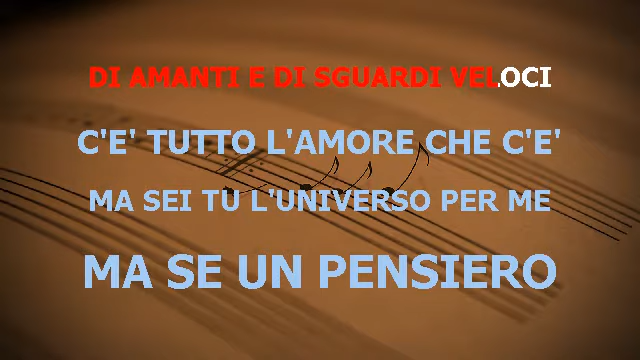 DI AMANTI E DI SGUARDI VELOCI
C'E' TUTTO L'AMORE CHE C'E'
MA SEI TU L'UNIVERSO PER ME
MA SE UN PENSIERO